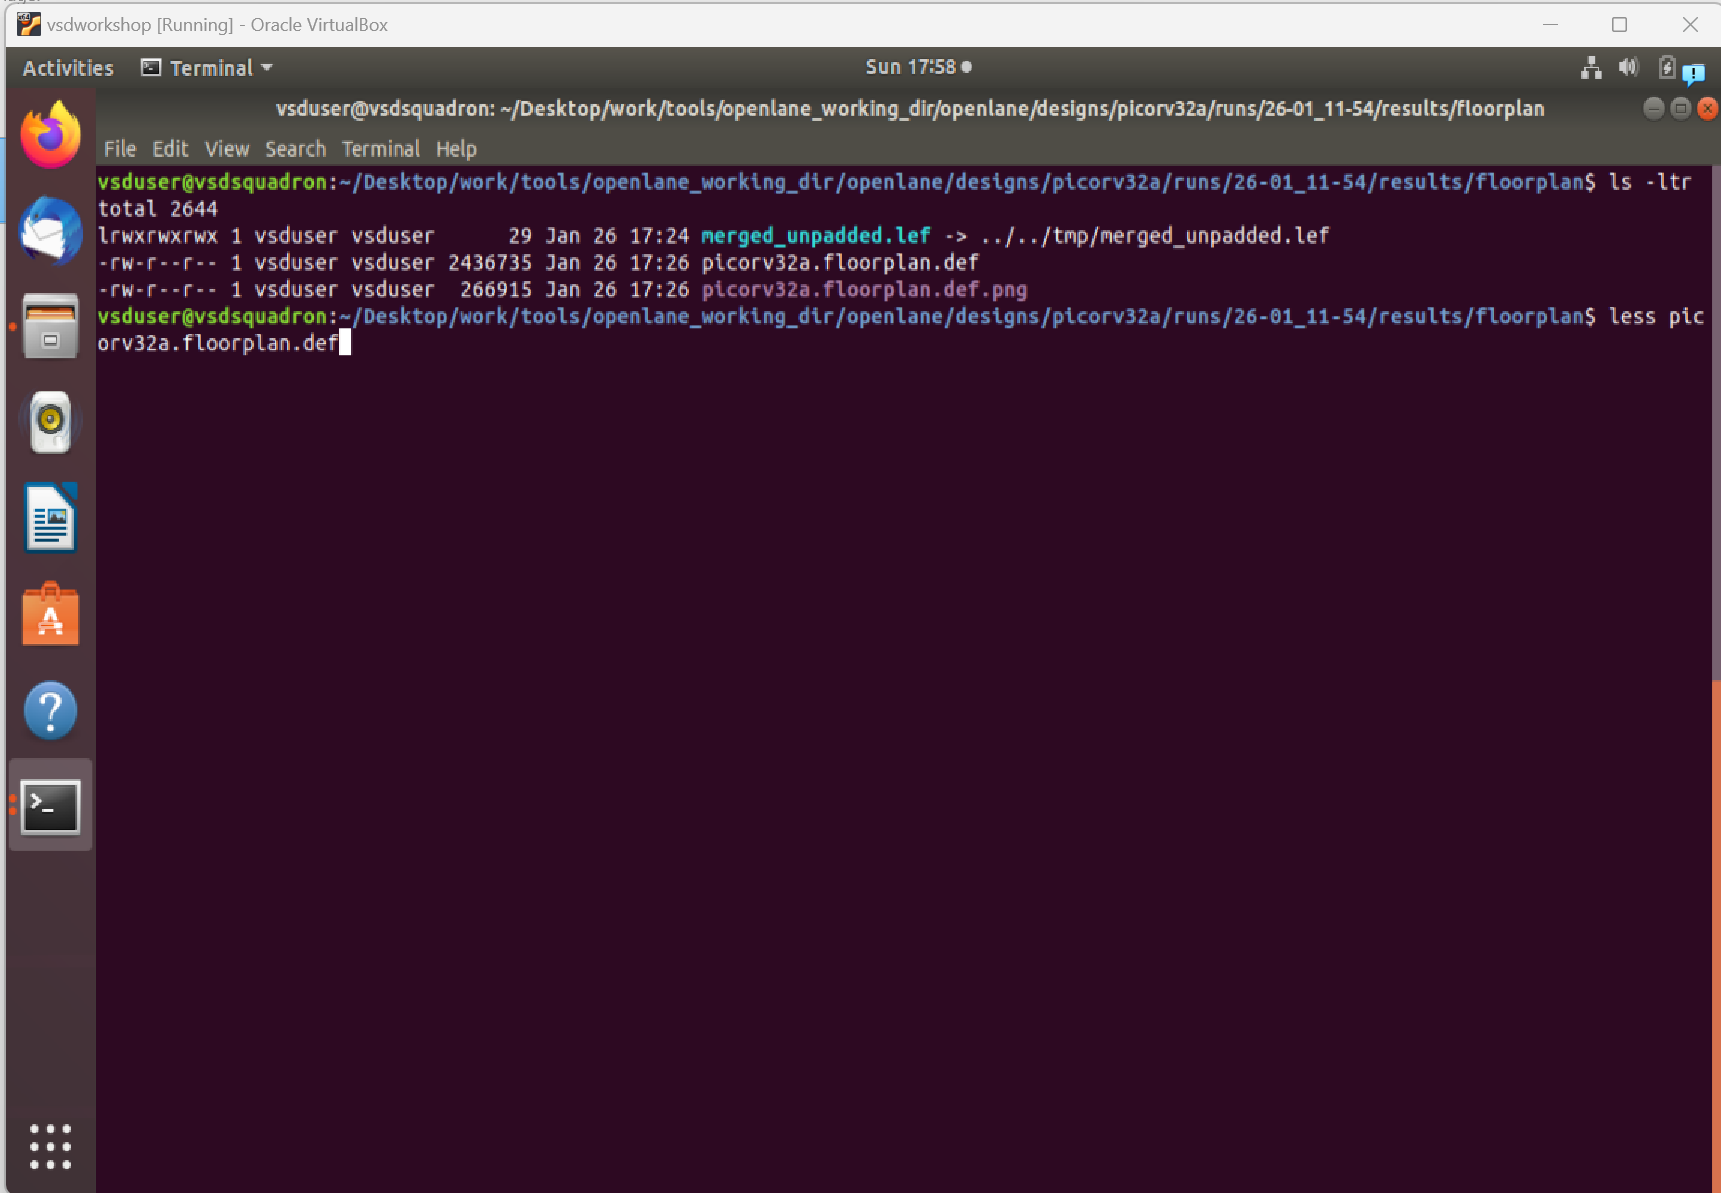 vsdworkshop [Running] - Oracle VirtualBox
Activities Terminal Sun 17:58
vsduser@vsdsquadron: ~/Desktop/work/tools/openlane_working_dir/openlane/designs/picorv32a/runs/26-01_11-54/results/floorplan
File Edit View Search Terminal Help
vsduser@vsdsquadron:~/Desktop/work/tools/openlane_working_dir/openlane/designs/picorv32a/runs/26-01_11-54/results/floorplan$ ls -ltr
total 2644
lrwxrwxrwx 1 vsduser vsduser      29 Jan 26 17:24 merged_unpadded.lef -> ../../tmp/merged_unpadded.lef
-rw-r--r-- 1 vsduser vsduser 2436735 Jan 26 17:26 picorv32a.floorplan.def
-rw-r--r-- 1 vsduser vsduser  266915 Jan 26 17:26 picorv32a.floorplan.def.png
vsduser@vsdsquadron:~/Desktop/work/tools/openlane_working_dir/openlane/designs/picorv32a/runs/26-01_11-54/results/floorplan$ less pic
orv32a.floorplan.def